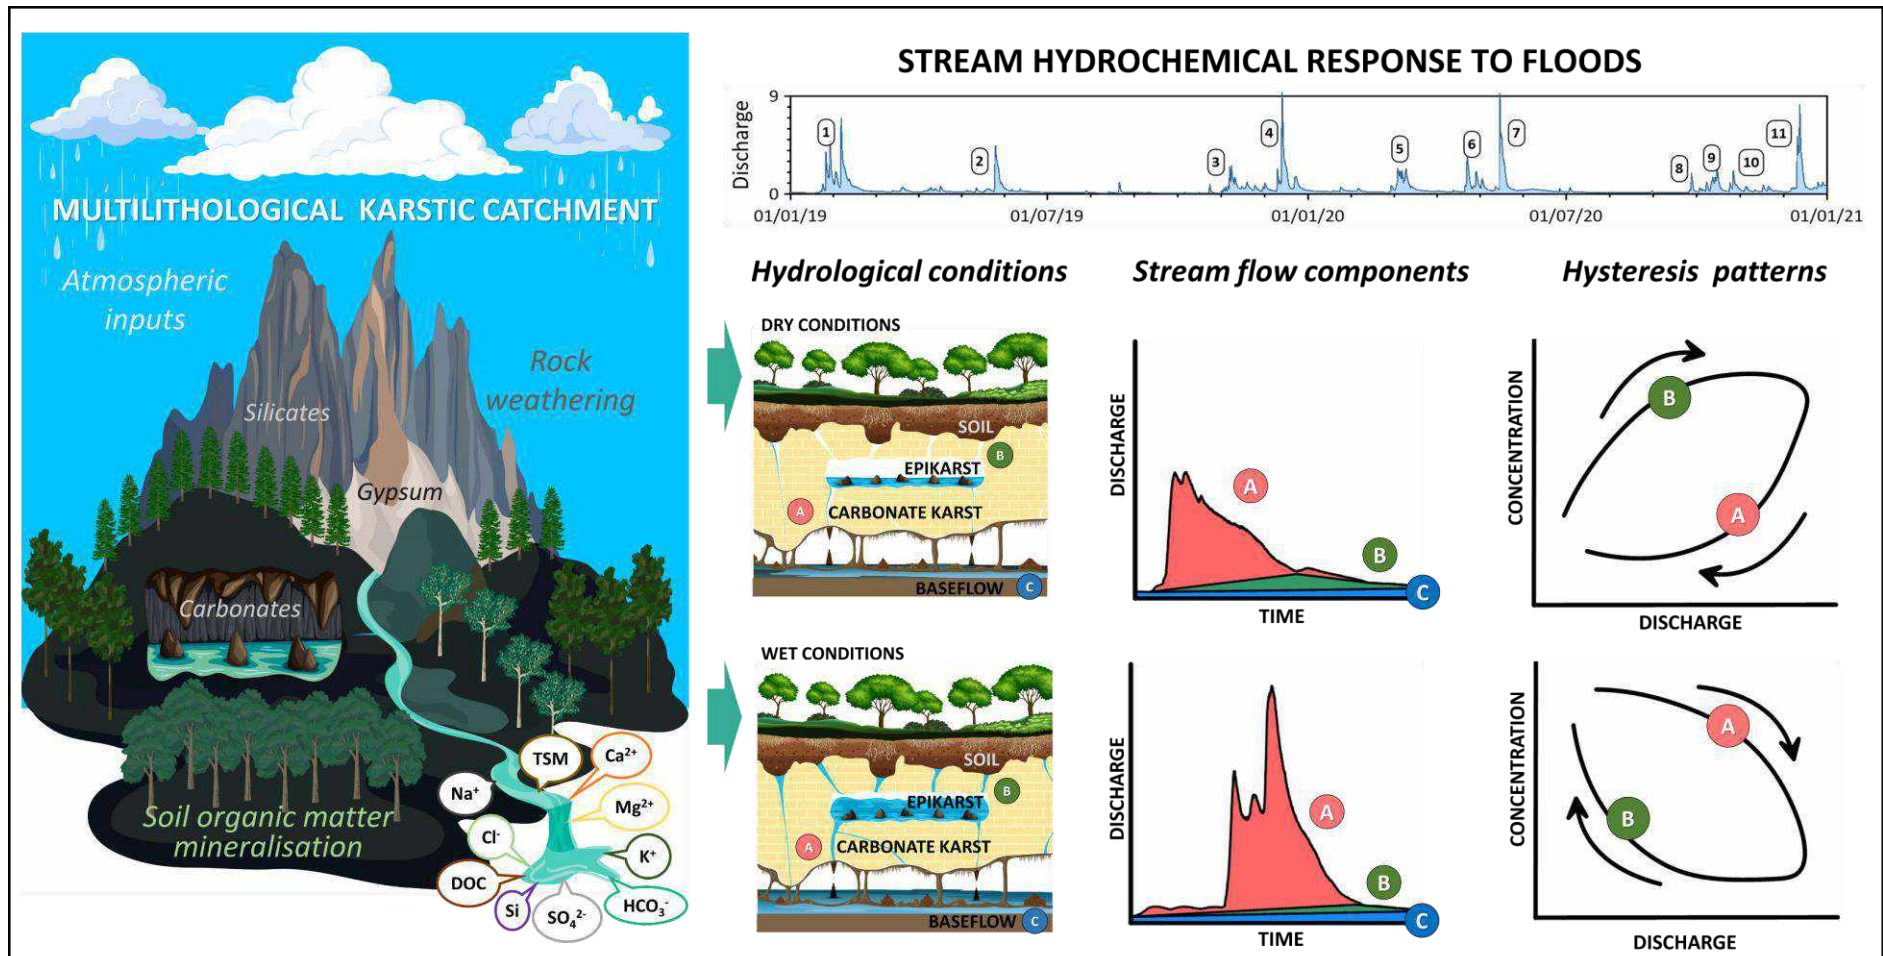 MULTILITHOLOGICAL KARSTIC CATCHMENT
Atmospheric
inputs
Rock
weathering
Silicates
Gypsum
Carbonates
Soil organic matter
mineralisation
TSM
Ca²⁺
Na⁺
Mg²⁺
Cl⁻
K⁺
DOC
Si
SO₄²⁻
HCO₃⁻
STREAM HYDROCHEMICAL RESPONSE TO FLOODS
Discharge
9
0
1
2
3
4
5
6
7
8
9
10
11
01/01/19
01/07/19
01/01/20
01/07/20
01/01/21
Hydrological conditions
Stream flow components
Hysteresis patterns
DRY CONDITIONS
SOIL
B
EPIKARST
A
CARBONATE KARST
BASEFLOW
C
DISCHARGE
A
B
C
TIME
CONCENTRATION
B
A
DISCHARGE
WET CONDITIONS
SOIL
B
EPIKARST
A
CARBONATE KARST
BASEFLOW
C
DISCHARGE
A
B
C
TIME
CONCENTRATION
A
B
DISCHARGE